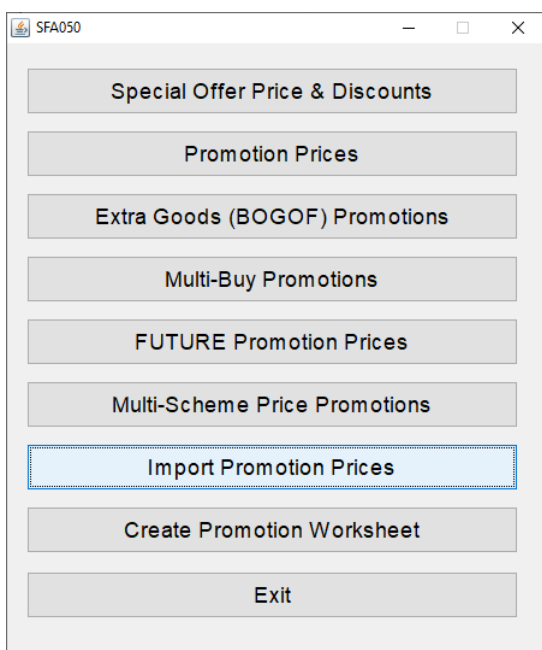 SFA050
Special Offer Price & Discounts
Promotion Prices
Extra Goods (BOGOF) Promotions
Multi-Buy Promotions
FUTURE Promotion Prices
Multi-Scheme Price Promotions
Import Promotion Prices
Create Promotion Worksheet
Exit